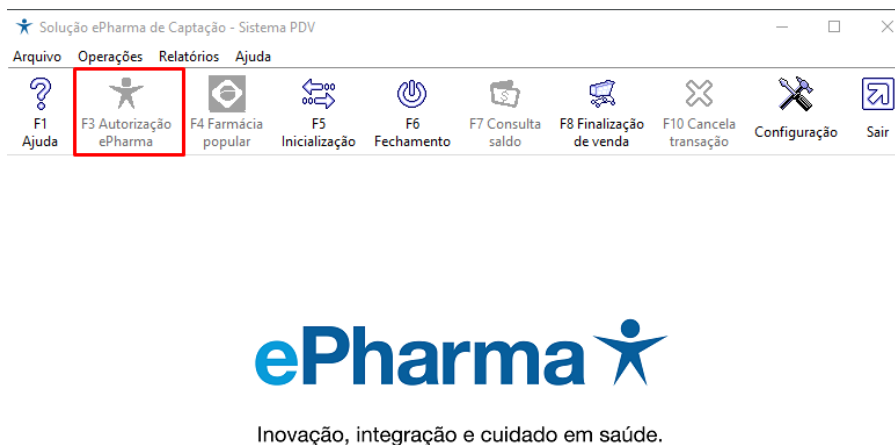 Solução ePharma de Captação - Sistema PDV
Arquivo Operações Relatórios Ajuda
F1
Ajuda
F3 Autorização
ePharma
F4 Farmácia
popular
F5
Inicialização
F6
Fechamento
F7 Consulta
saldo
F8 Finalização
de venda
F10 Cancela
transação
Configuração
Sair
ePharma
Inovação, integração e cuidado em saúde.